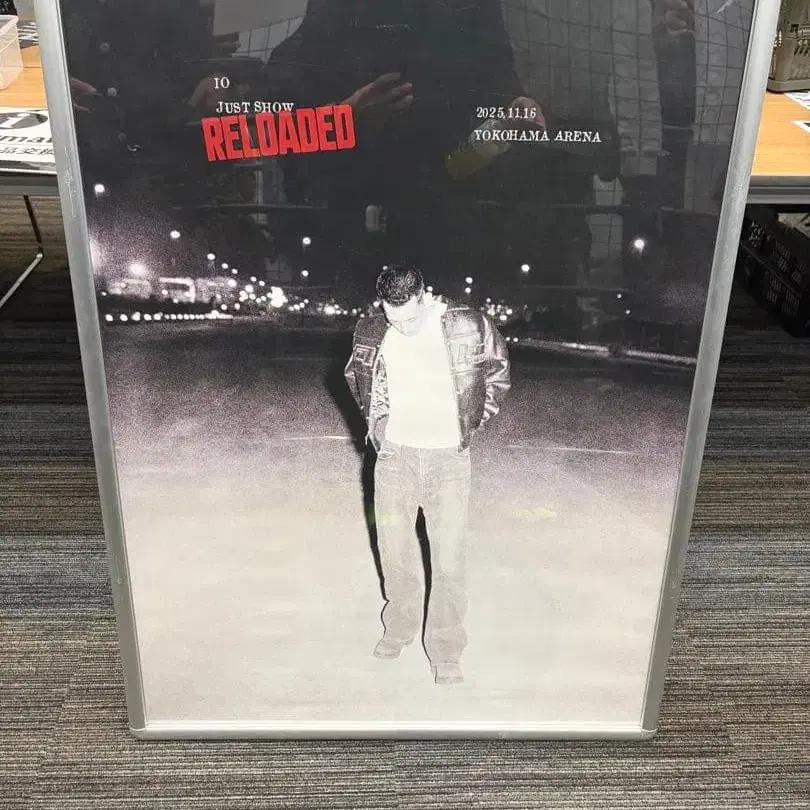 IO
JUST SHOW
RELOADED
2025.11.16
YOKOHAMA ARENA